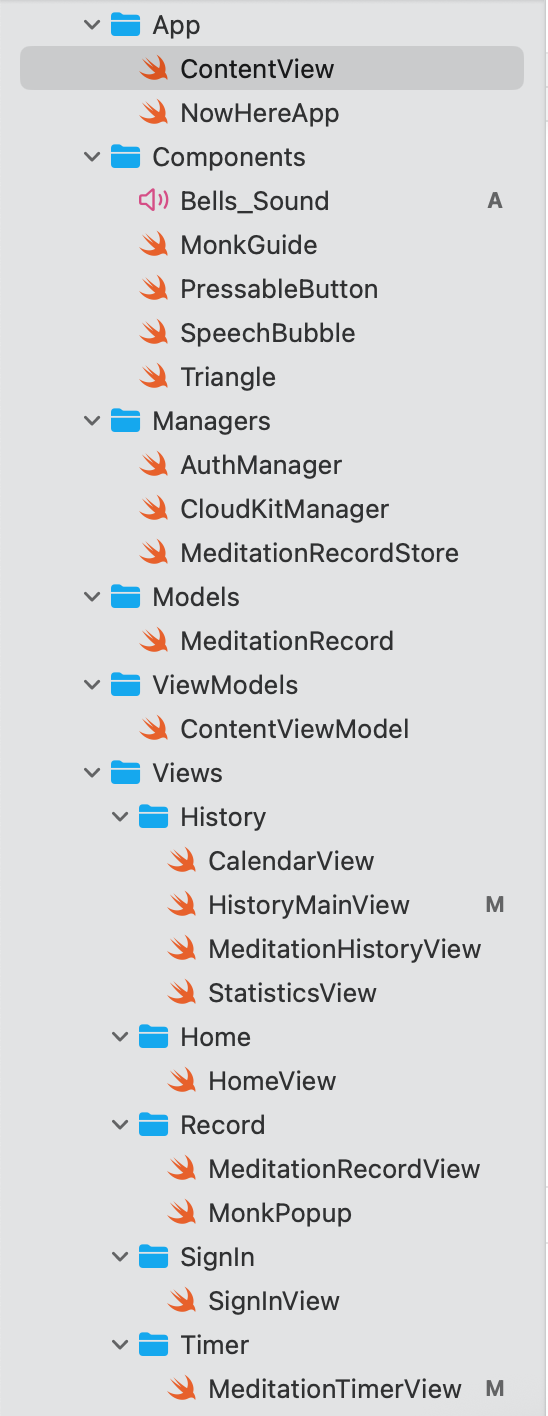 App
ContentView
NowHereApp
Components
Bells_Sound A
MonkGuide
PressableButton
SpeechBubble
Triangle
Managers
AuthManager
CloudKitManager
MeditationRecordStore
Models
MeditationRecord
ViewModels
ContentViewModel
Views
History
CalendarView
HistoryMainView M
MeditationHistoryView
StatisticsView
Home
HomeView
Record
MeditationRecordView
MonkPopup
SignIn
SignInView
Timer
MeditationTimerView M